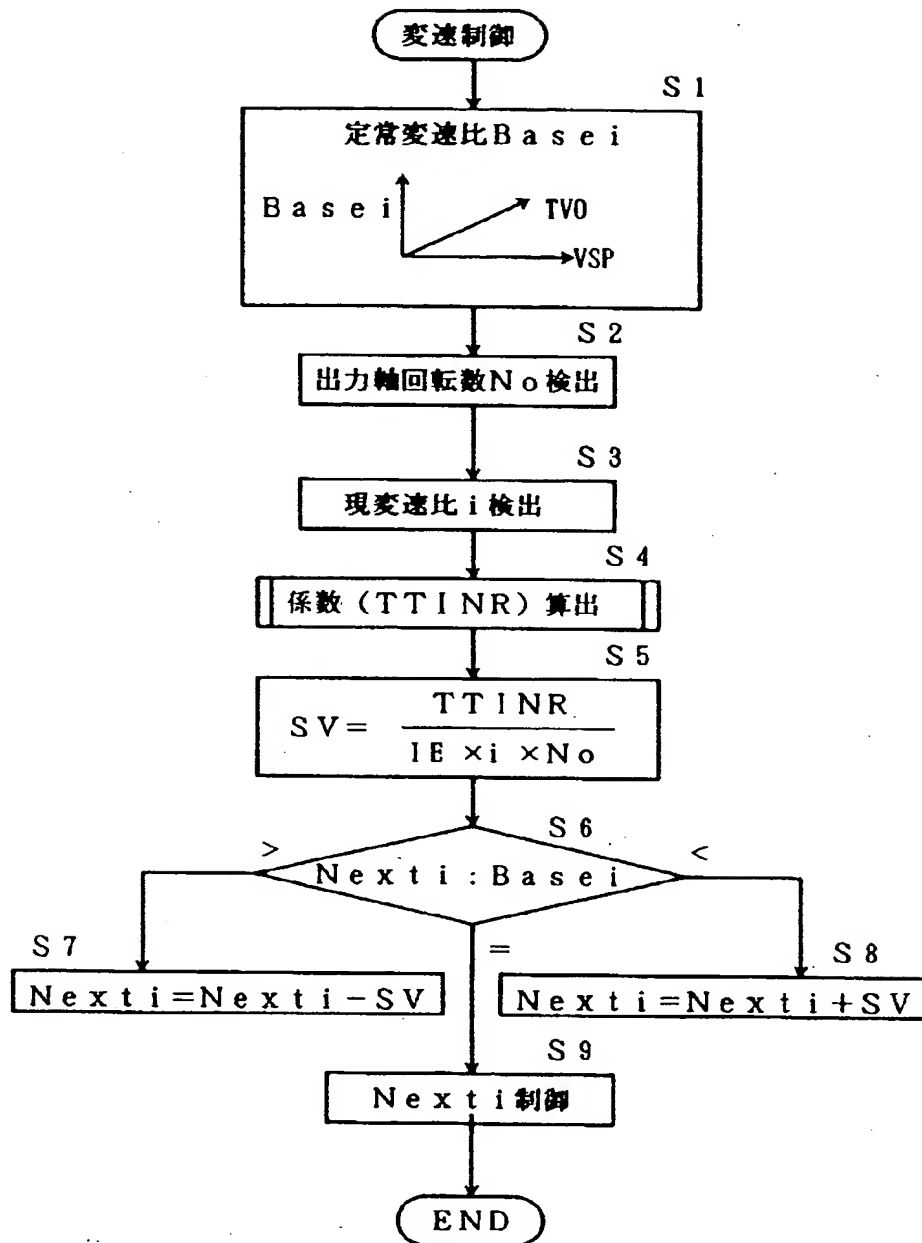 変速制御
S1
定常変速比Basei
Basei
TVO
VSP
S2
出力軸回転数No検出
S3
現変速比i検出
S4
係数(TTINR)算出
S5
SV= TTINR
IE×i×No
S6
> <
Nexti:Basei
S7
=
S8
Nexti=Nexti-SV
Nexti=Nexti+SV
S9
Nexti制御
END